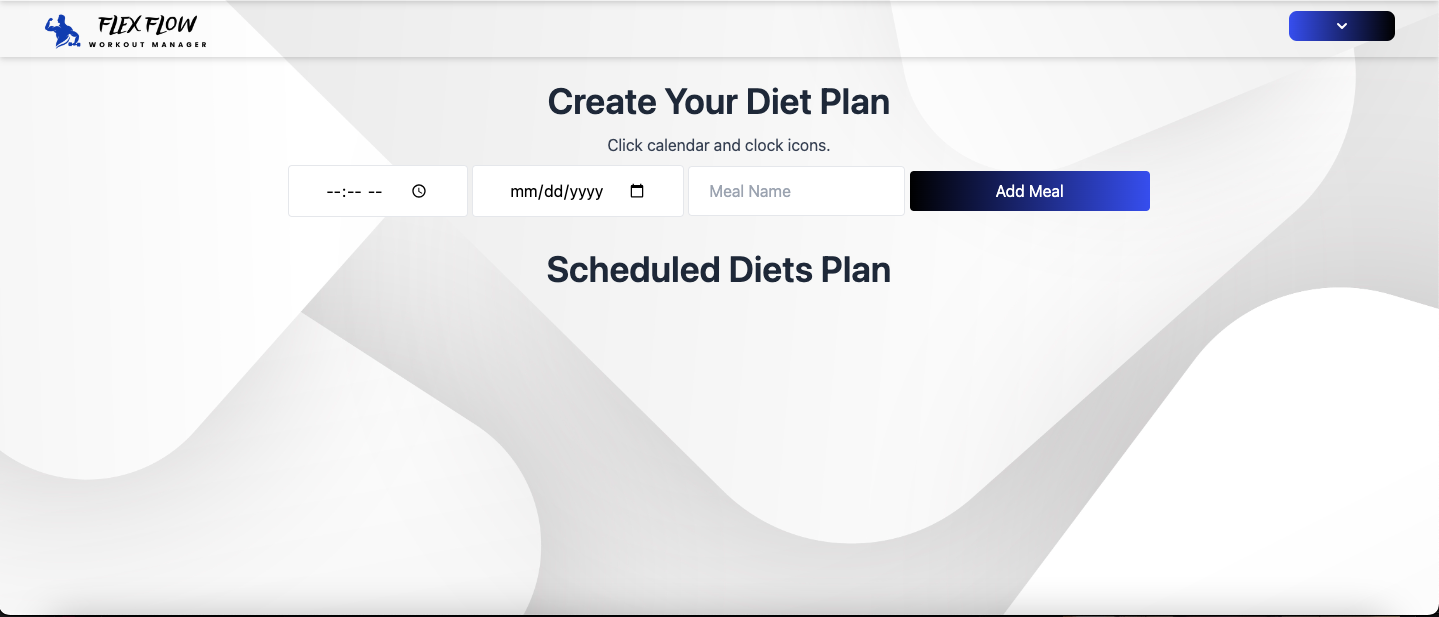 FLEX FLOW
WORKOUT MANAGER
Create Your Diet Plan
Click calendar and clock icons.
--:-- -- mm/dd/yyyy Meal Name Add Meal
Scheduled Diets Plan